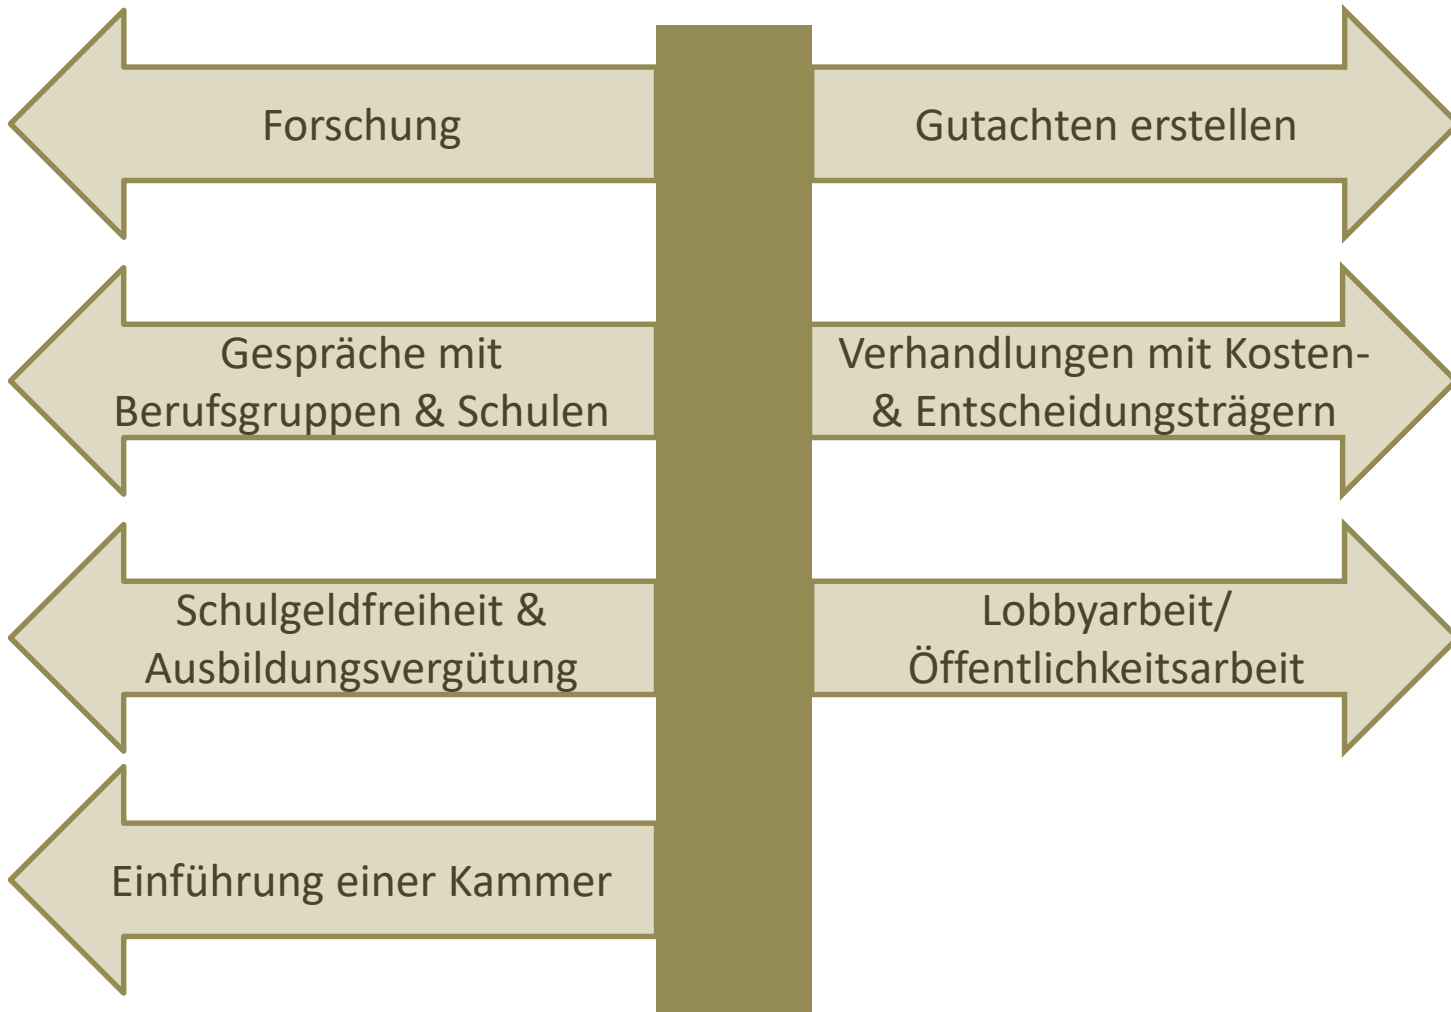 Forschung
Gutachten erstellen
Gespräche mit
Berufsgruppen & Schulen
Verhandlungen mit Kosten-
& Entscheidungsträgern
Schulgeldfreiheit &
Ausbildungsvergütung
Lobbyarbeit/
Öffentlichkeitsarbeit
Einführung einer Kammer